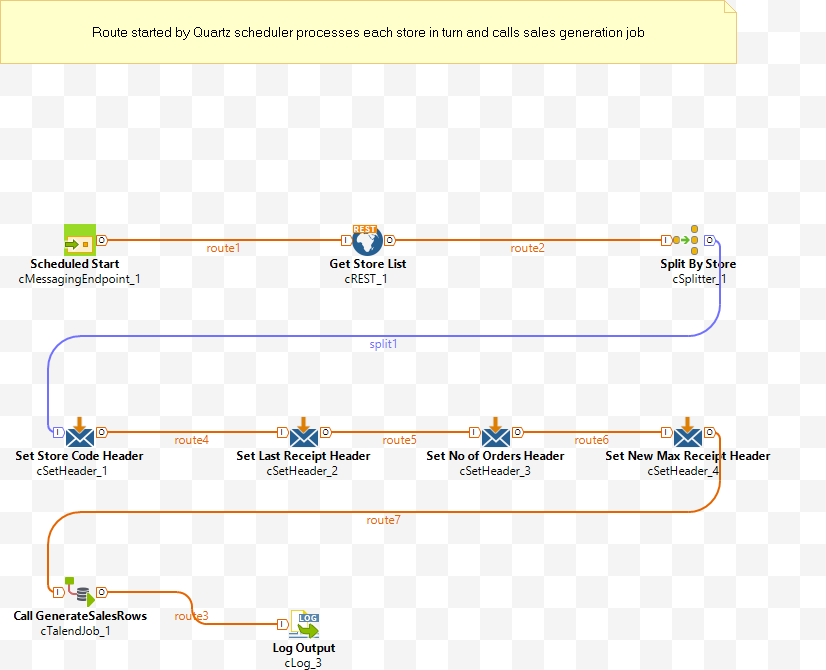 Route started by Quartz scheduler processes each store in turn and calls sales generation job
O
I
REST
O
I
O
route1
route2
Scheduled Start
Get Store List
Split By Store
cMessagingEndpoint_1
cREST_1
cSplitter_1
split1
I
O
I
O
I
O
I
O
route4
route5
route6
Set Store Code Header
Set Last Receipt Header
Set No of Orders Header
Set New Max Receipt Header
cSetHeader_1
cSetHeader_2
cSetHeader_3
cSetHeader_4
route7
I
O
Call GenerateSalesRows
route3
I
LOG
cTalendJob_1
Log Output
cLog_3